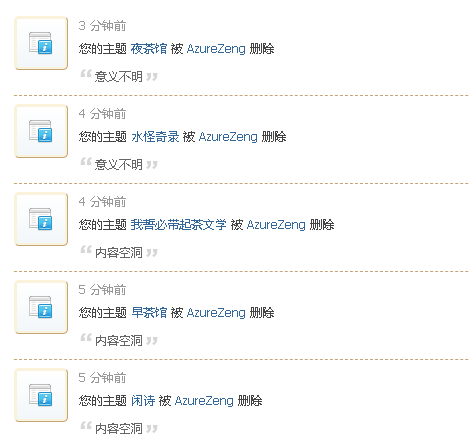 3 分钟前
您的主题 夜茶馆 被 AzureZeng 删除
“ 意义不明 ”
4 分钟前
您的主题 水怪奇录 被 AzureZeng 删除
“ 意义不明 ”
4 分钟前
您的主题 我誓必带起茶文学 被 AzureZeng 删除
“ 内容空洞 ”
5 分钟前
您的主题 早茶馆 被 AzureZeng 删除
“ 内容空洞 ”
5 分钟前
您的主题 闲诗 被 AzureZeng 删除
“ 内容空洞 ”